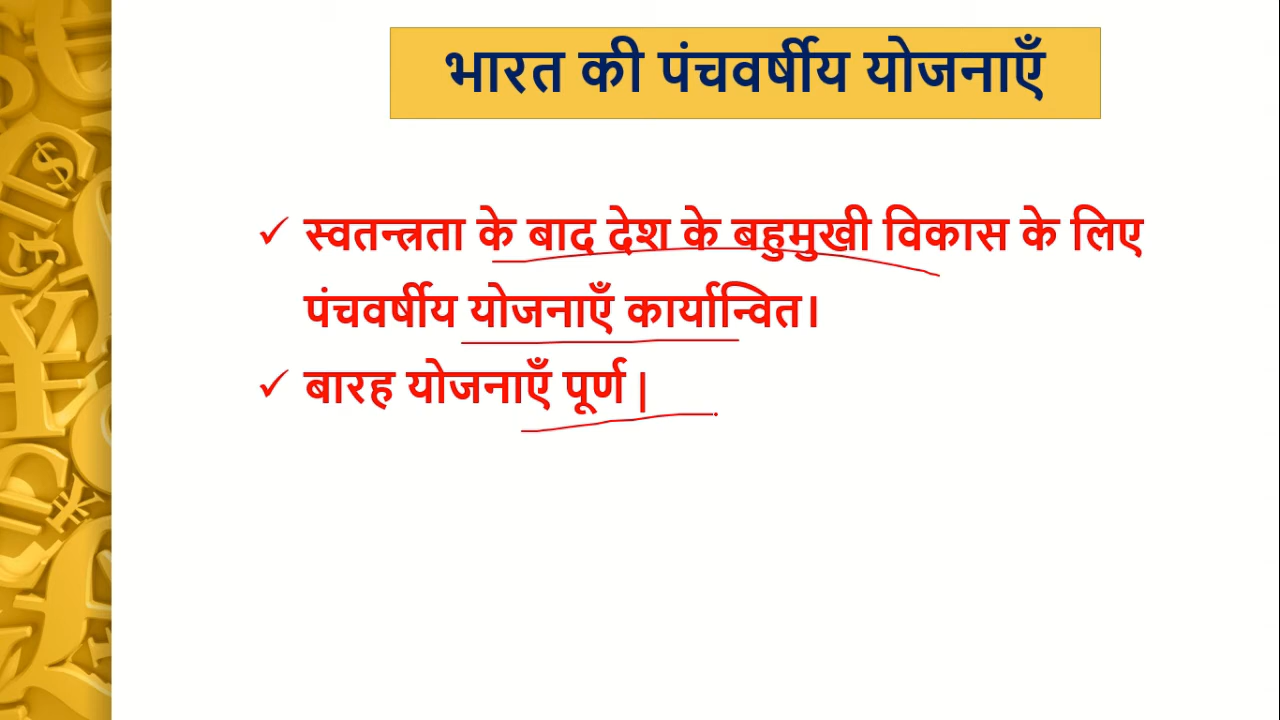 भारत की पंचवर्षीय योजनाएँ
✓ स्वतन्त्रता के बाद देश के बहुमुखी विकास के लिए
पंचवर्षीय योजनाएँ कार्यान्वित।
✓ बारह योजनाएँ पूर्ण |